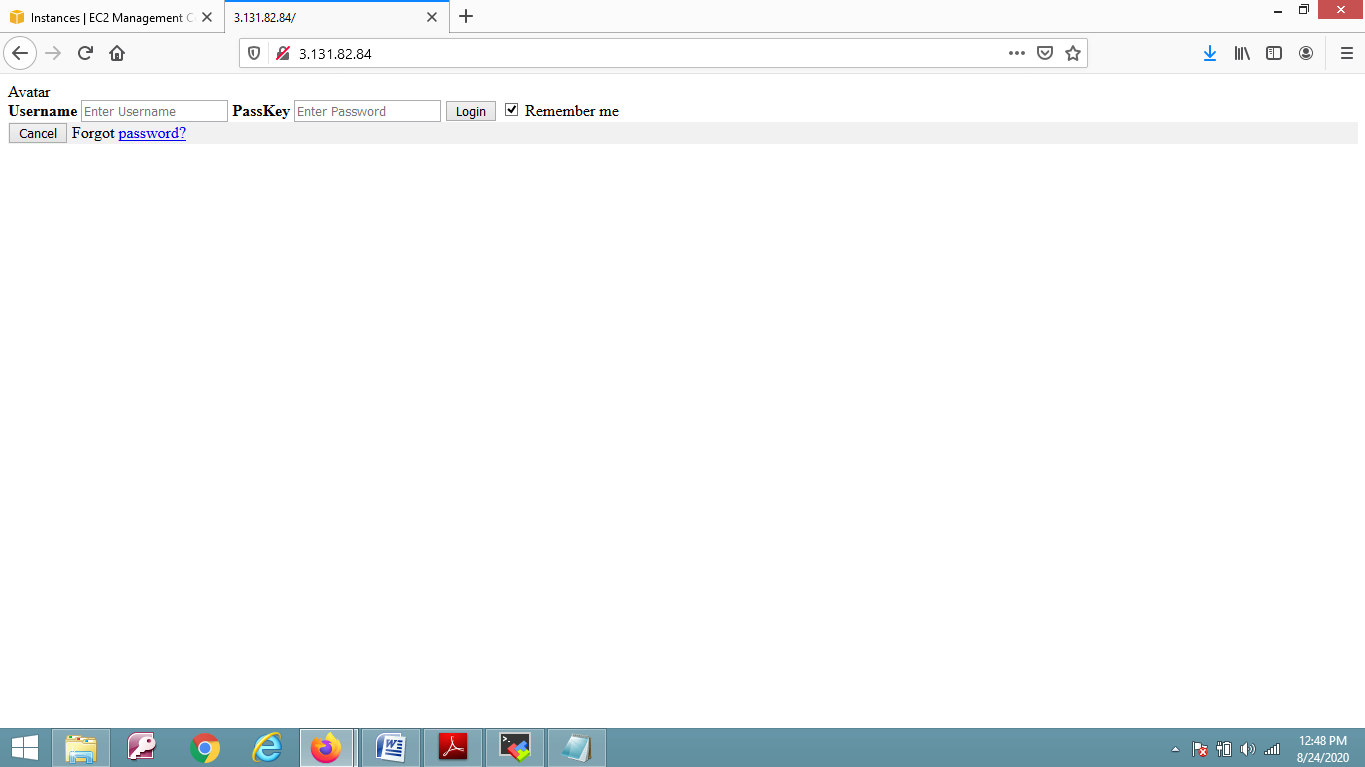 Instances | EC2 Management C
3.131.82.84/
3.131.82.84
Avatar
Username Enter Username PassKey Enter Password Login Remember me
Cancel Forgot password?
12:48 PM
8/24/2020